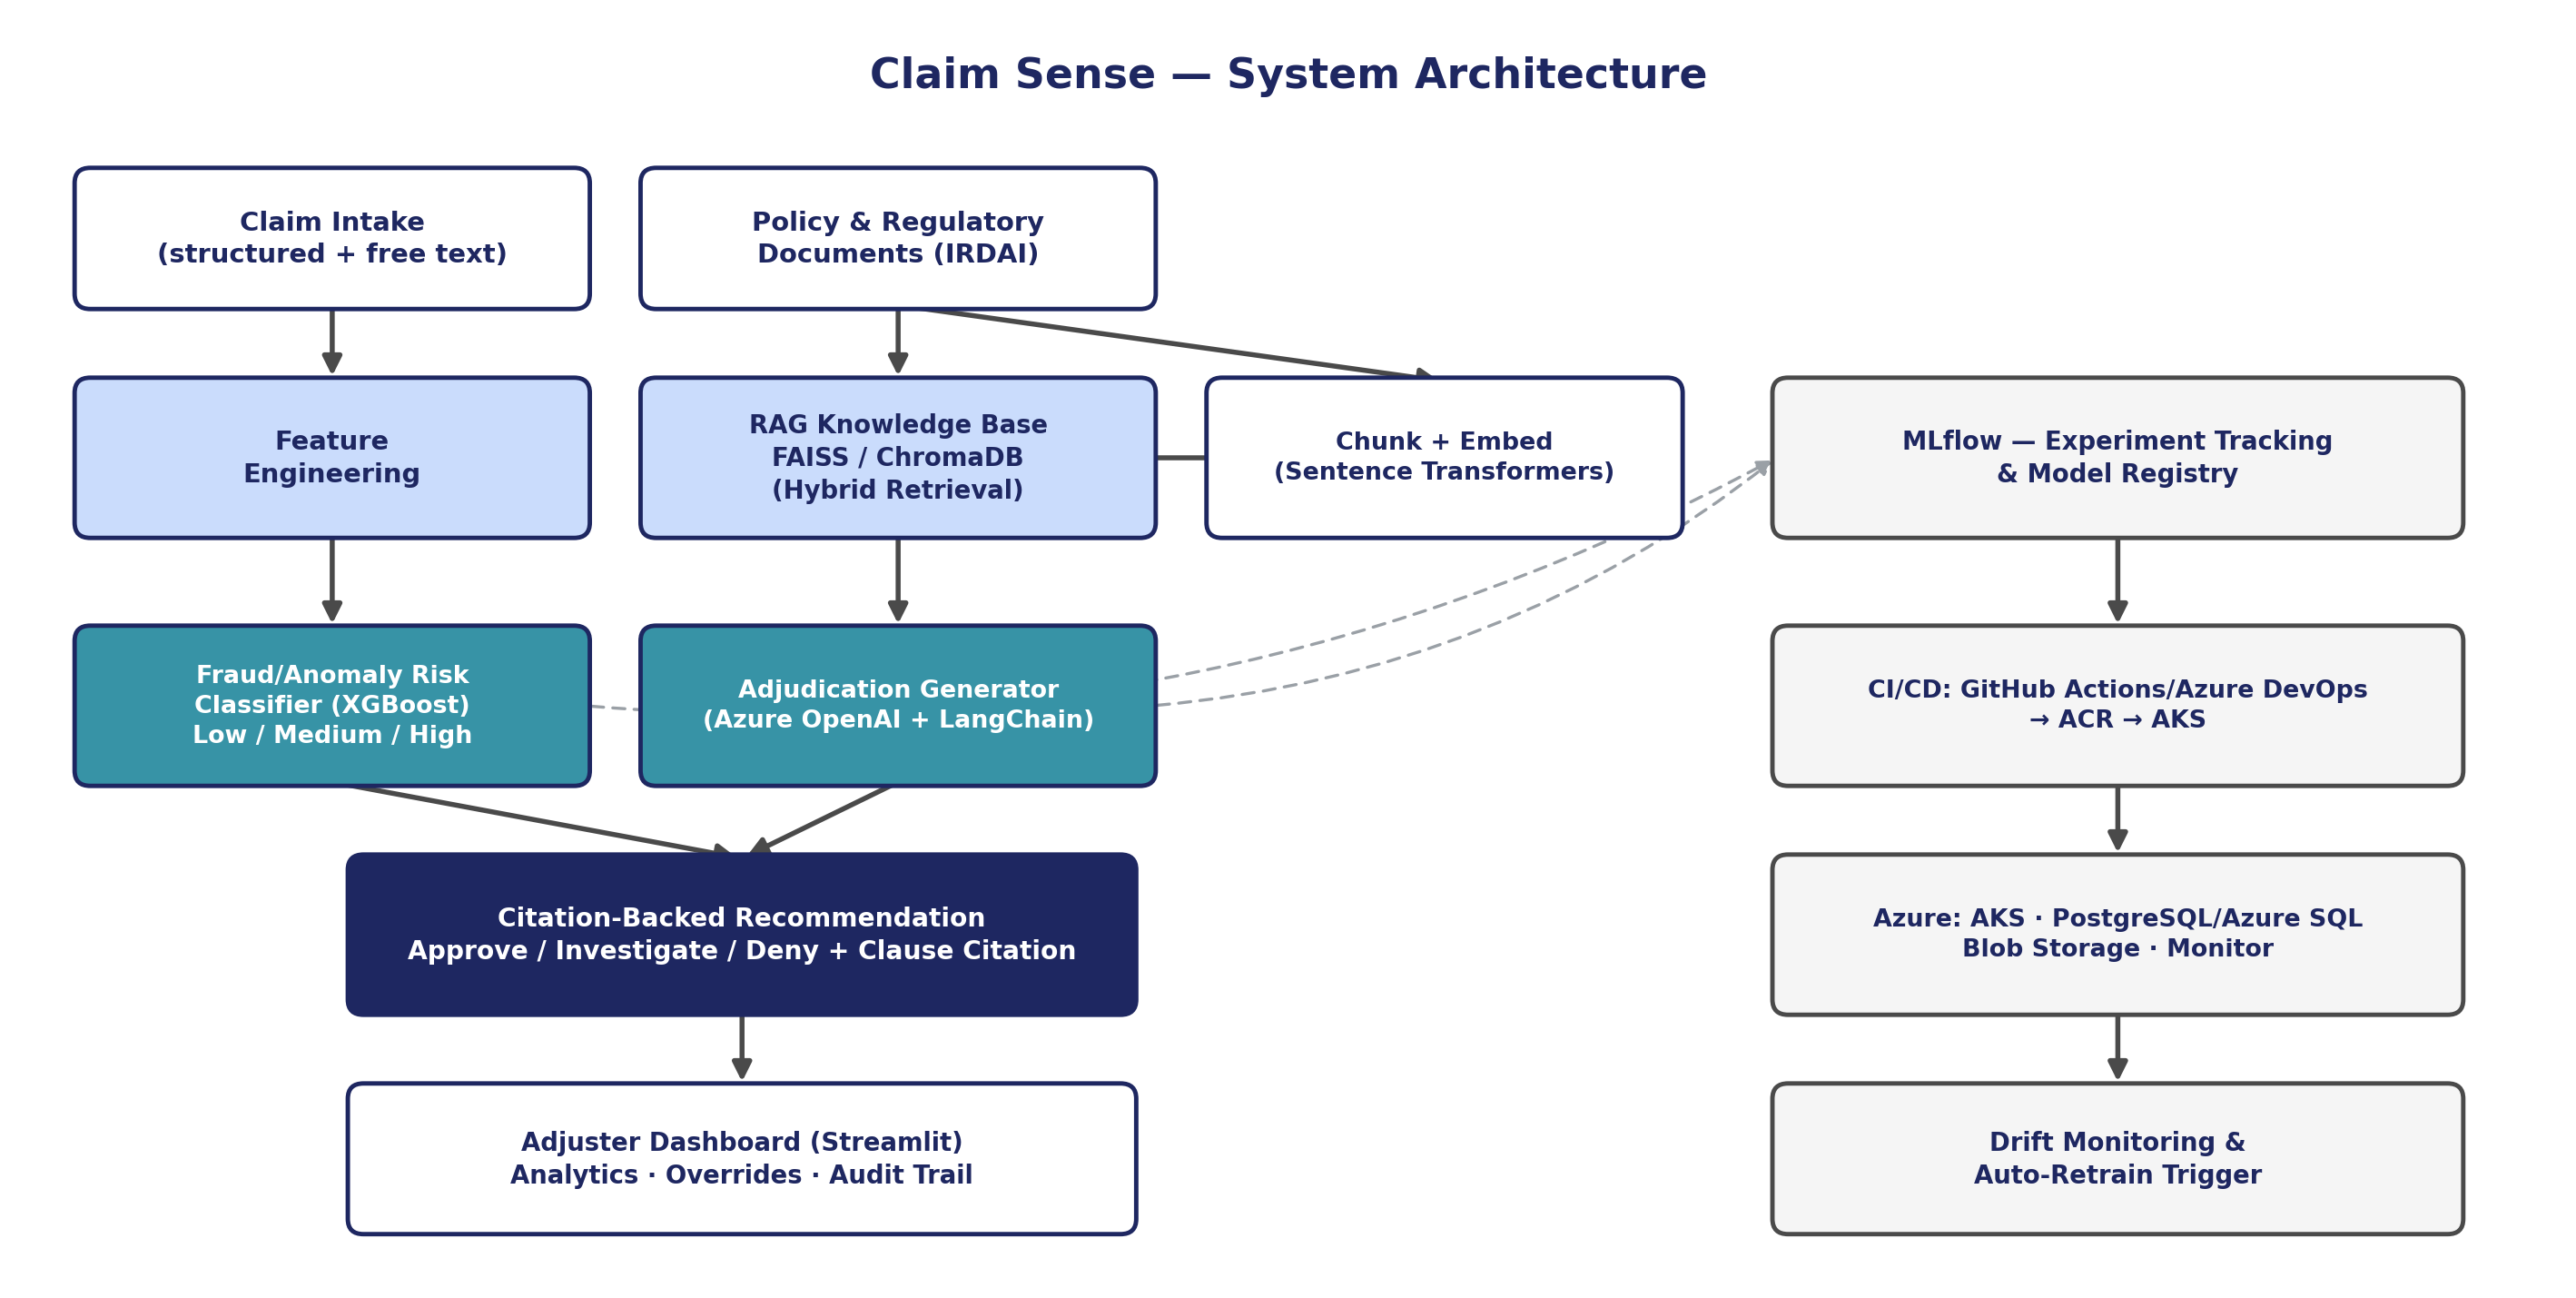 Claim Sense — System Architecture
Claim Intake
(structured + free text)
Policy & Regulatory
Documents (IRDAI)
Feature
Engineering
RAG Knowledge Base
FAISS / ChromaDB
(Hybrid Retrieval)
Chunk + Embed
(Sentence Transformers)
MLflow — Experiment Tracking
& Model Registry
Fraud/Anomaly Risk
Classifier (XGBoost)
Low / Medium / High
Adjudication Generator
(Azure OpenAI + LangChain)
CI/CD: GitHub Actions/Azure DevOps
→ ACR → AKS
Citation-Backed Recommendation
Approve / Investigate / Deny + Clause Citation
Azure: AKS · PostgreSQL/Azure SQL
Blob Storage · Monitor
Adjuster Dashboard (Streamlit)
Analytics · Overrides · Audit Trail
Drift Monitoring &
Auto-Retrain Trigger